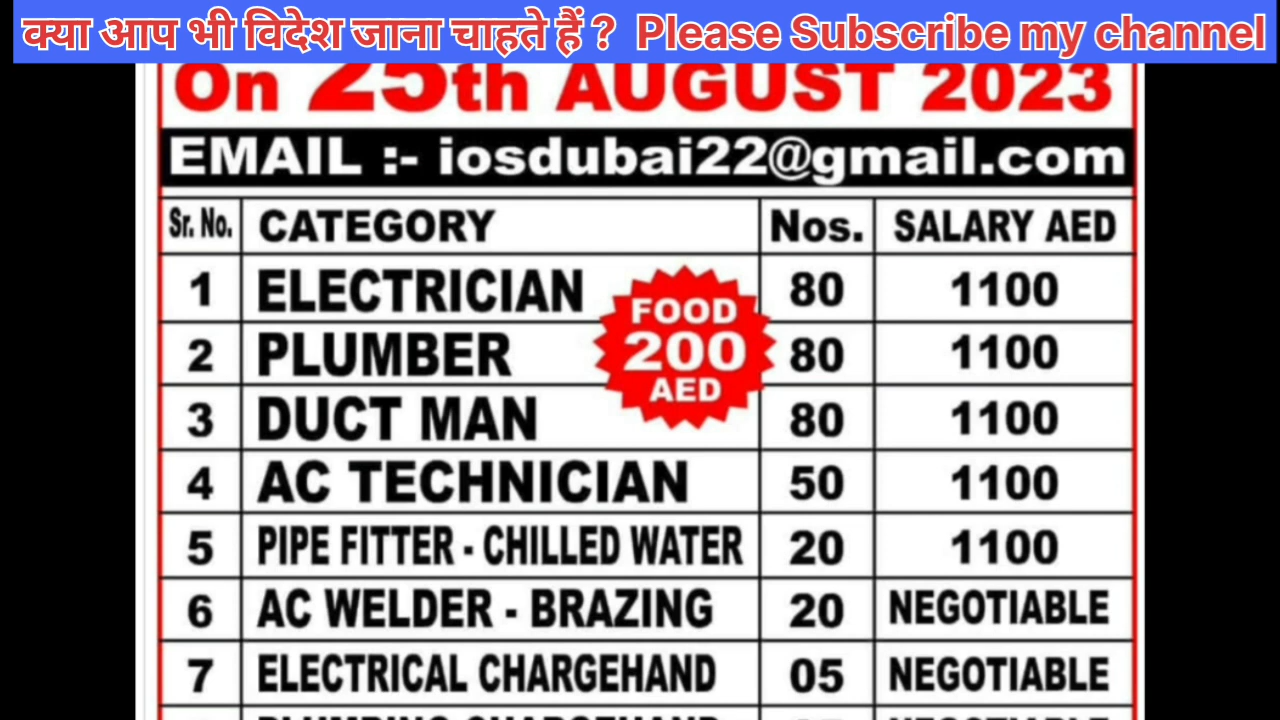 क्या आप भी विदेश जाना चाहते हैं ? Please Subscribe my channel
On 25th AUGUST 2023
EMAIL :- iosdubai22@gmail.com
Sr. No. CATEGORY Nos. SALARY AED
1 ELECTRICIAN 80 1100
FOOD
200
AED
2 PLUMBER 80 1100
3 DUCT MAN 80 1100
4 AC TECHNICIAN 50 1100
5 PIPE FITTER - CHILLED WATER 20 1100
6 AC WELDER - BRAZING 20 NEGOTIABLE
7 ELECTRICAL CHARGEHAND 05 NEGOTIABLE